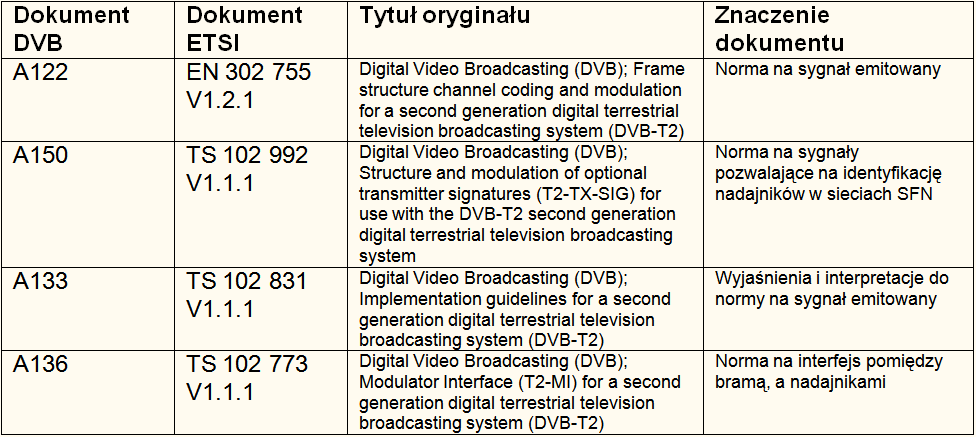 Dokument DVB
Dokument ETSI
Tytuł oryginału
Znaczenie dokumentu
A122
EN 302 755
V1.2.1
Digital Video Broadcasting (DVB); Frame
structure channel coding and modulation
for a second generation digital terrestrial
television broadcasting system (DVB-T2)
Norma na sygnał emitowany
A150
TS 102 992
V1.1.1
Digital Video Broadcasting (DVB);
Structure and modulation of optional
transmitter signatures (T2-TX-SIG) for
use with the DVB-T2 second generation
digital terrestrial television broadcasting
system
Norma na sygnały
pozwalające na identyfikację
nadajników w sieciach SFN
A133
TS 102 831
V1.1.1
Digital Video Broadcasting (DVB);
Implementation guidelines for a second
generation digital terrestrial television
broadcasting system (DVB-T2)
Wyjaśnienia i interpretacje do
normy na sygnał emitowany
A136
TS 102 773
V1.1.1
Digital Video Broadcasting (DVB);
Modulator Interface (T2-MI) for a second
generation digital terrestrial television
broadcasting system (DVB-T2)
Norma na interfejs pomiędzy
bramą, a nadajnikami